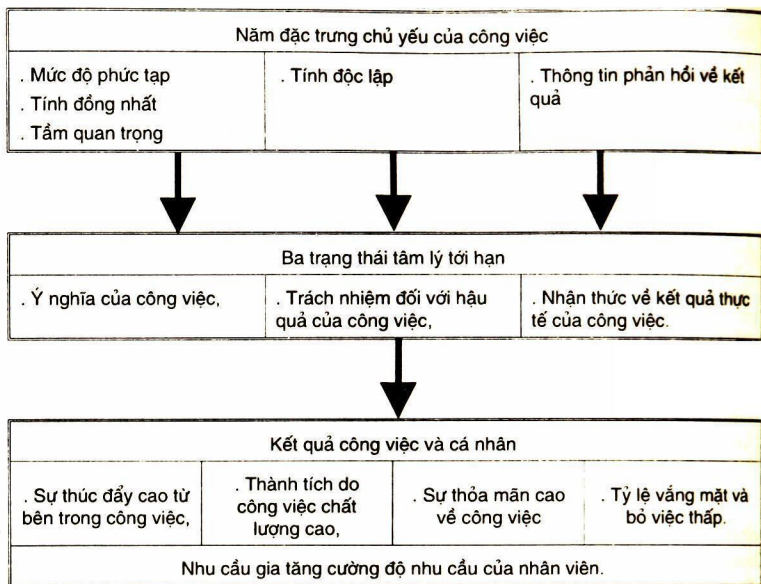 Năm đặc trưng chủ yếu của công việc
. Mức độ phức tạp
. Tính đồng nhất
. Tầm quan trọng
. Tính độc lập
. Thông tin phản hồi về kết
quả
Ba trạng thái tâm lý tới hạn
. Ý nghĩa của công việc,
. Trách nhiệm đối với hậu
quả của công việc,
. Nhận thức về kết quả thực
tế của công việc.
Kết quả công việc và cá nhân
. Sự thúc đẩy cao từ
bên trong công việc,
. Thành tích do
công việc chất
lượng cao,
. Sự thỏa mãn cao
về công việc
. Tỷ lệ vắng mặt và
bỏ việc thấp.
Nhu cầu gia tăng cường độ nhu cầu của nhân viên.